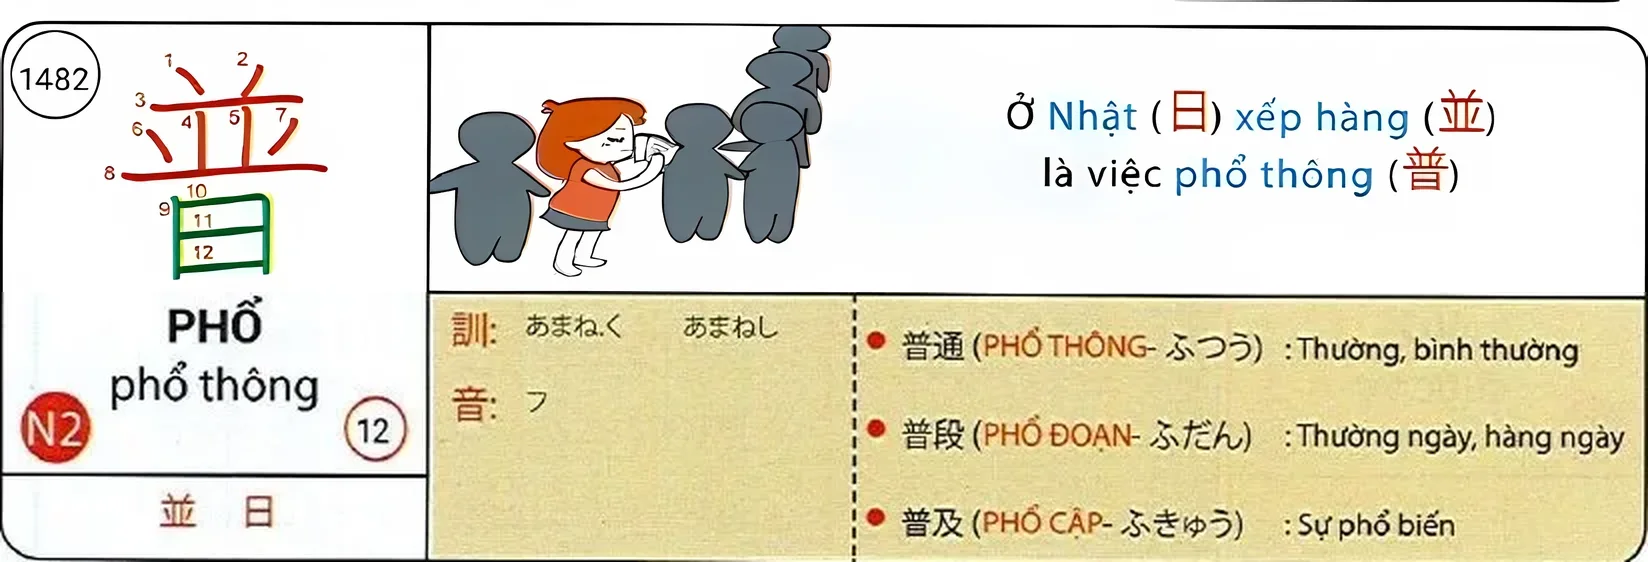 1482
1 2
3 4 5 7
6
8
10
9 11
12
PHỔ
phổ thông
N2 12
並 日
Ở Nhật (日) xếp hàng (並)
là việc phổ thông (普)
訓: あまね.く あまねし
音: フ
普通 (PHỔ THÔNG- ふつう) : Thường, bình thường
普段 (PHỔ ĐOẠN- ふだん) : Thường ngày, hàng ngày
普及 (PHỔ CẬP- ふきゅう) : Sự phổ biến